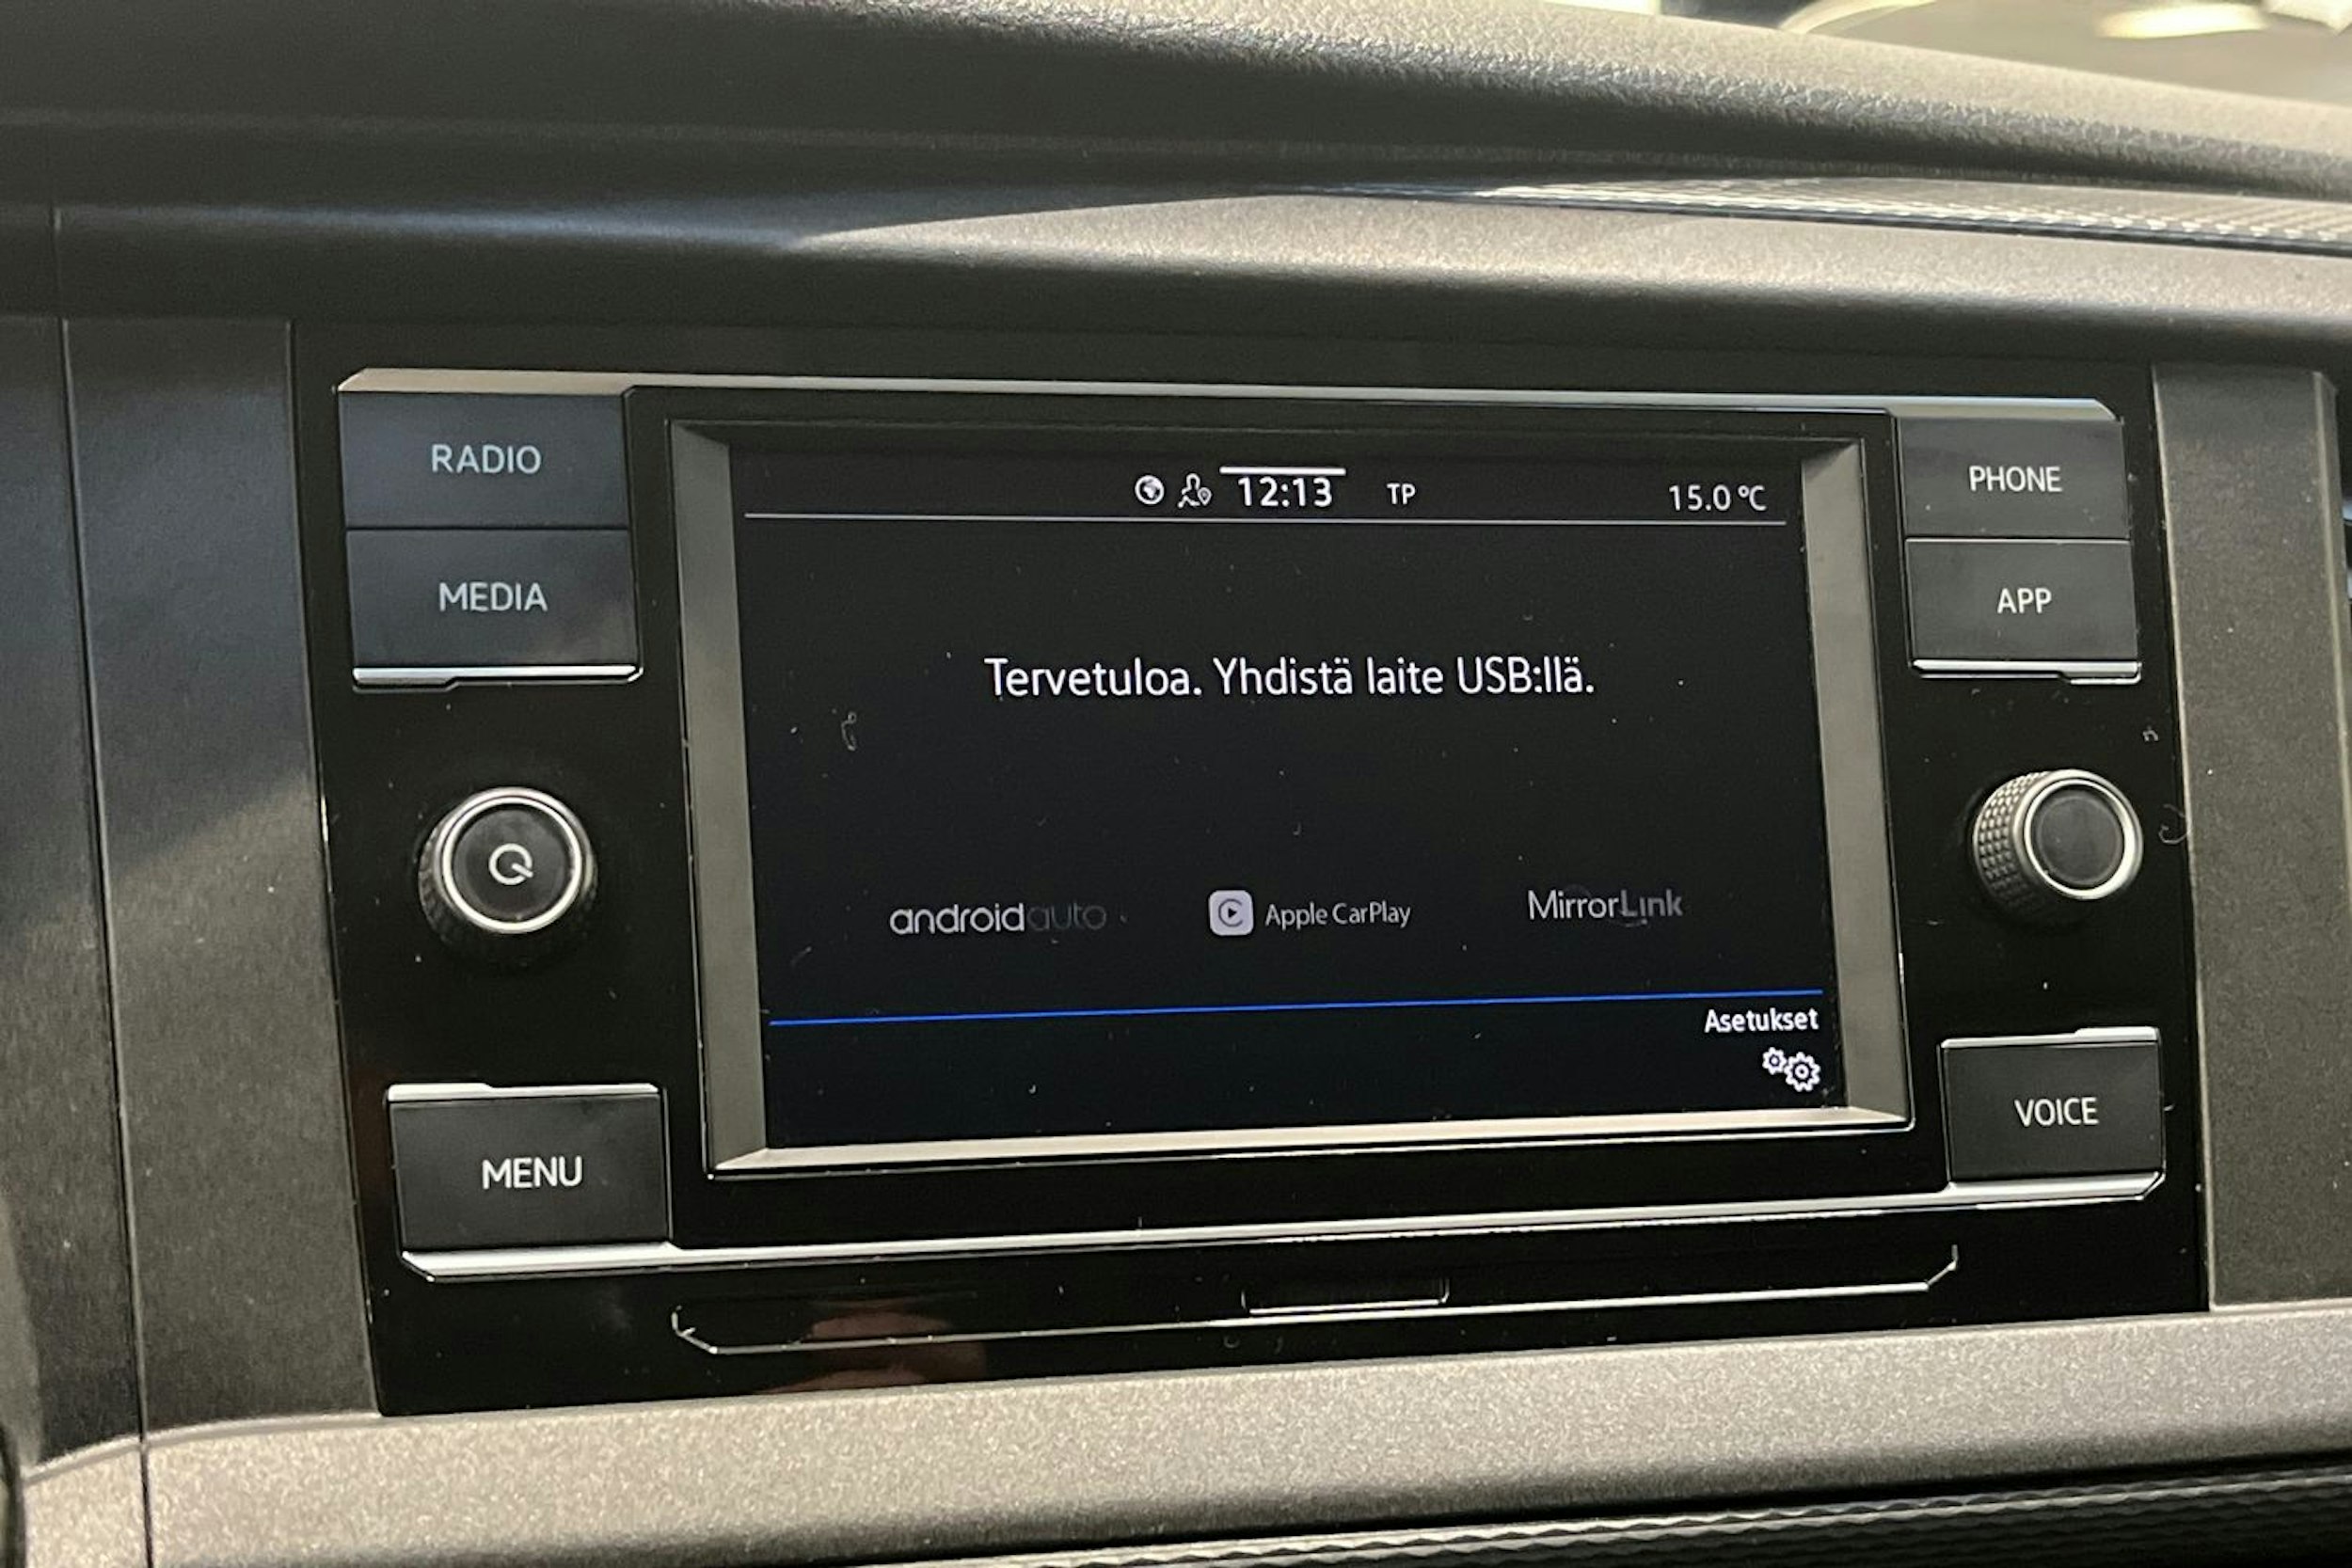 RADIO
MEDIA
MENU
12:13 TP 15.0 °C
Tervetuloa. Yhdistä laite USB:llä.
androidauto Apple CarPlay MirrorLink
Asetukset
PHONE
APP
VOICE